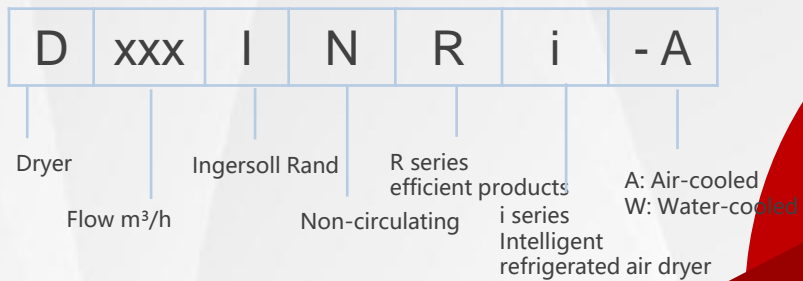 D xxx I N R i - A
Dryer
Flow m³/h
Ingersoll Rand
Non-circulating
R series
efficient products
i series
Intelligent
refrigerated air dryer
A: Air-cooled
W: Water-cooled